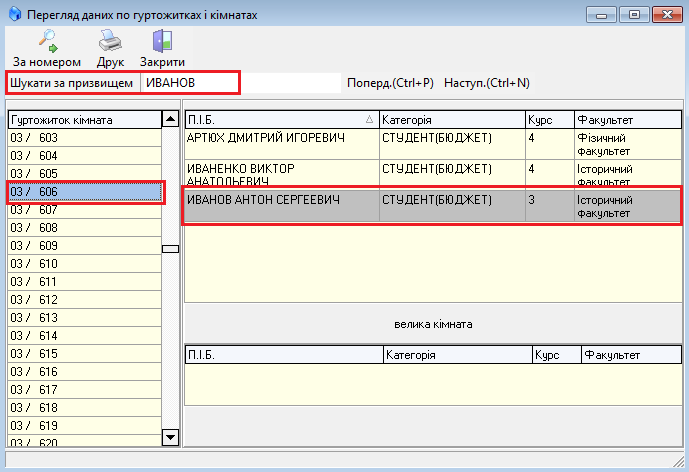 Перегляд даних по гуртожитках і кімнатах
За номером Друк Закрити
Шукати за призвищем ИВАНОВ Поперд.(Ctrl+P) Наступ.(Ctrl+N)
Гуртожиток кімната
03 / 603
03 / 604
03 / 605
03 / 606
03 / 607
03 / 608
03 / 609
03 / 610
03 / 611
03 / 612
03 / 613
03 / 614
03 / 615
03 / 616
03 / 617
03 / 618
03 / 619
03 / 620
П.І.Б. Категорія Курс Факультет
АРТЮХ ДМИТРИЙ ИГОРЕВИЧ СТУДЕНТ(БЮДЖЕТ) 4 Фізичний
факультет
ИВАНЕНКО ВИКТОР СТУДЕНТ(БЮДЖЕТ) 4 Історичний
АНАТОЛЬЕВИЧ факультет
ИВАНОВ АНТОН СЕРГЕЕВИЧ СТУДЕНТ(БЮДЖЕТ) 3 Історичний
факультет
велика кімната
П.І.Б. Категорія Курс Факультет